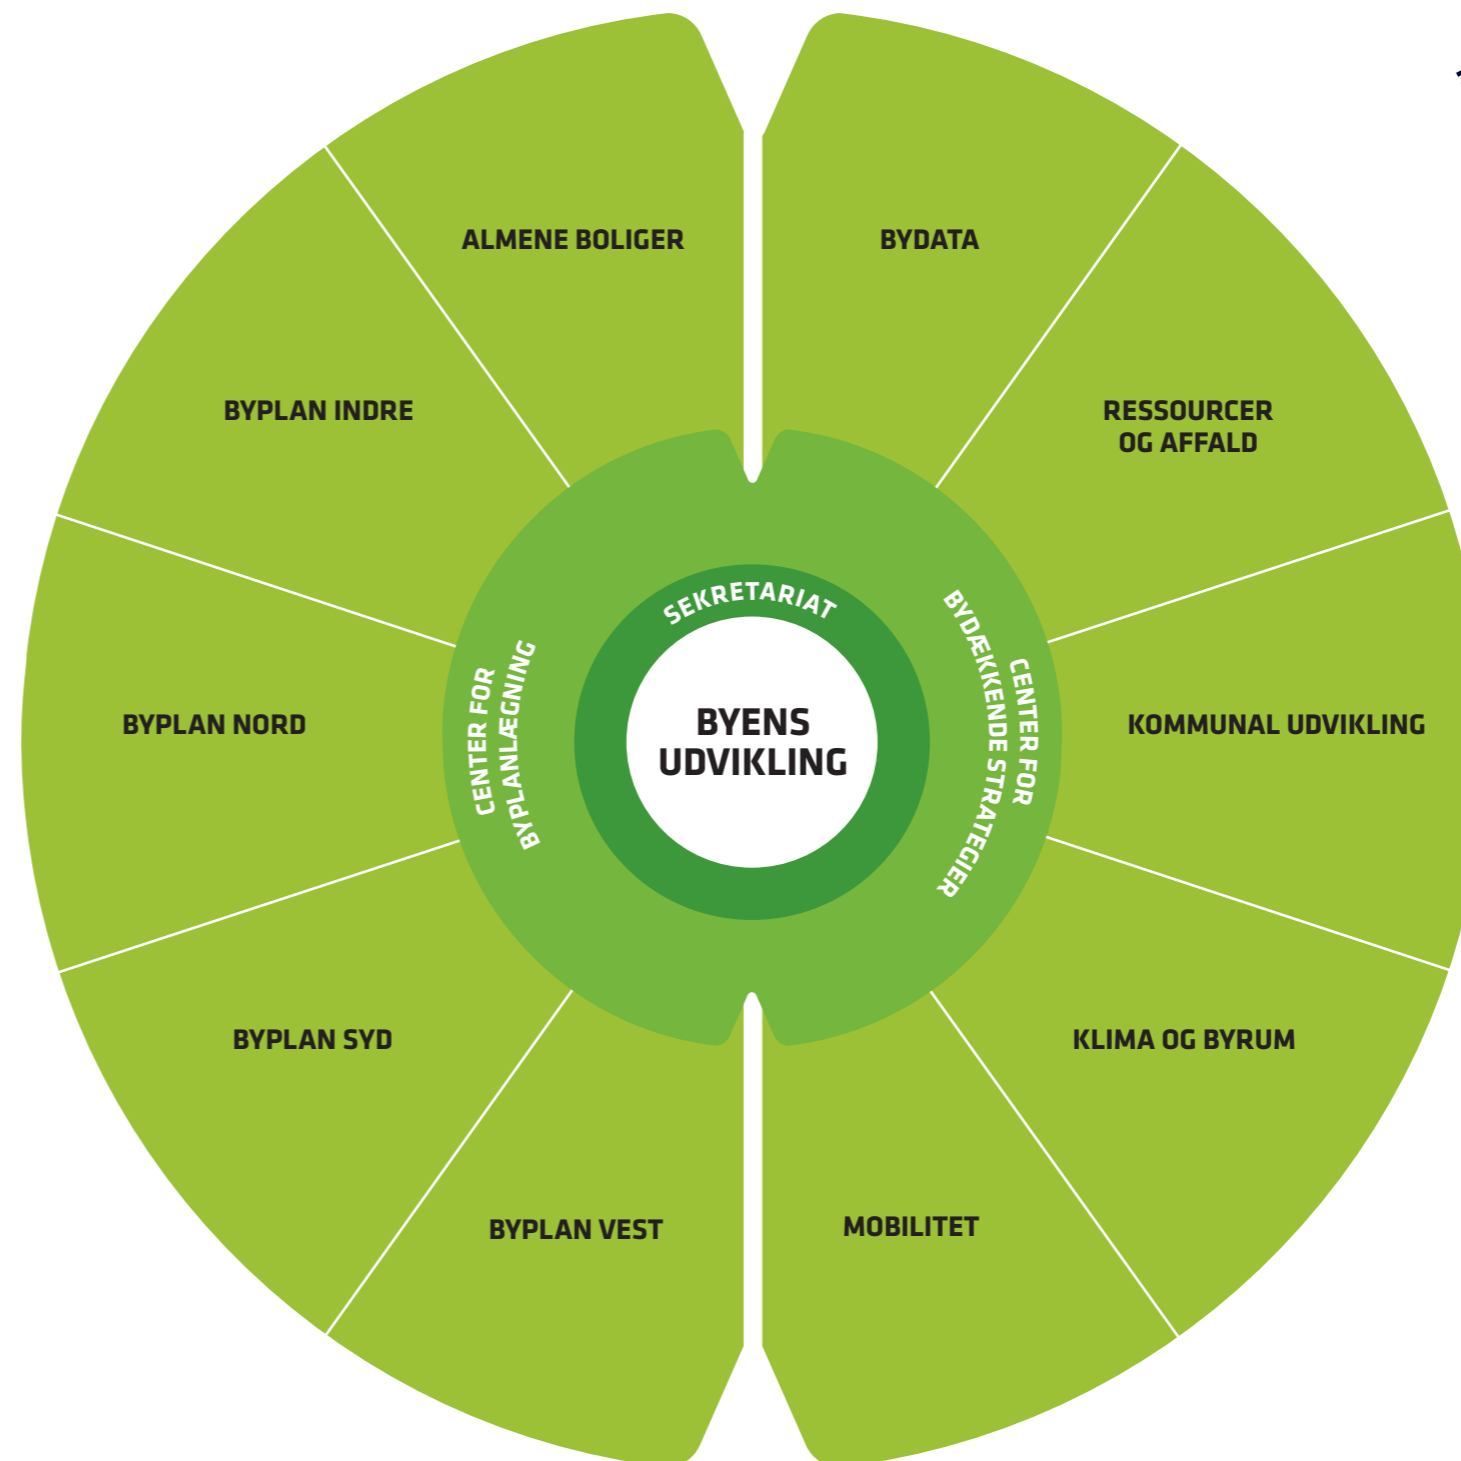 ALMENE BOLIGER
BYDATA
BYPLAN INDRE
RESSOURCER
OG AFFALD
SEKRETARIAT
CENTER FOR
BYPLANLÆGNING
BYENS
UDVIKLING
CENTER FOR
BYDÆKKENDE STRATEGIER
BYPLAN NORD
KOMMUNAL UDVIKLING
BYPLAN SYD
KLIMA OG BYRUM
BYPLAN VEST
MOBILITET